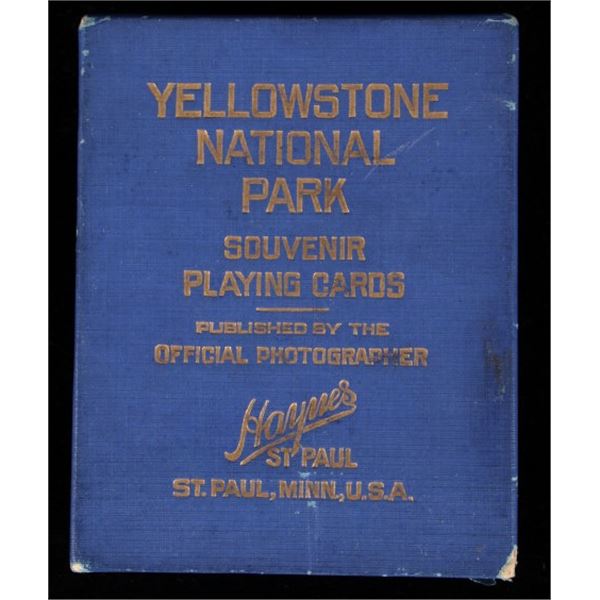 YELLOWSTONE
NATIONAL
PARK
SOUVENIR
PLAYING CARDS
PUBLISHED BY THE
OFFICIAL PHOTOGRAPHER
Haynes
ST PAUL
ST. PAUL, MINN, U.S.A.